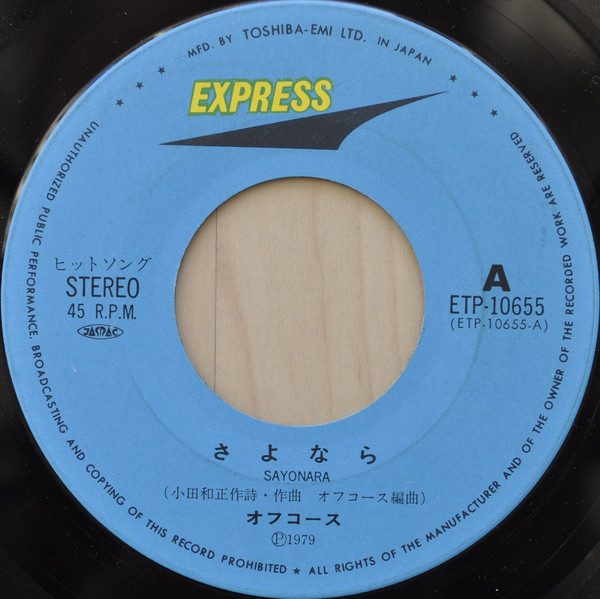 MFD. BY TOSHIBA-EMI LTD. IN JAPAN
EXPRESS
ヒットソング
STEREO
45 R.P.M.
JASRAC
A
ETP-10655
(ETP-10655-A)
さよなら
SAYONARA
(小田和正作詩・作曲 オフコース編曲)
オフコース
Ⓟ1979
UNAUTHORIZED PUBLIC PERFORMANCE, BROADCASTING AND COPYING OF THIS RECORD PROHIBITED ★ ALL RIGHTS OF THE MANUFACTURER AND OF THE OWNER OF THE RECORDED WORK ARE RESERVED